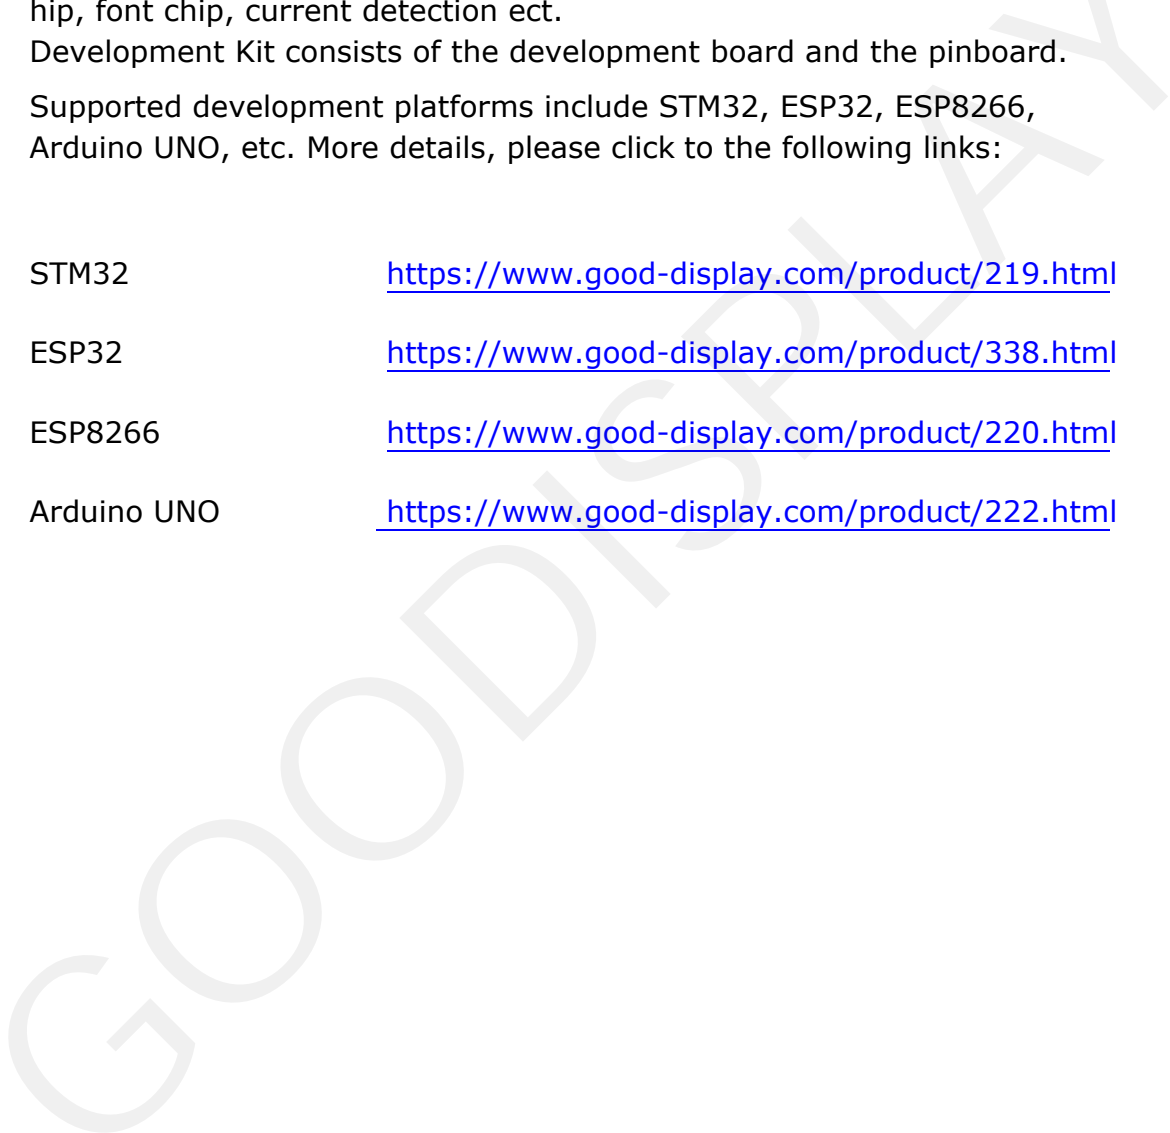 hip, font chip, current detection ect.
Development Kit consists of the development board and the pinboard.
Supported development platforms include STM32, ESP32, ESP8266,
Arduino UNO, etc. More details, please click to the following links:
STM32 https://www.good-display.com/product/219.html
ESP32 https://www.good-display.com/product/338.html
ESP8266 https://www.good-display.com/product/220.html
Arduino UNO https://www.good-display.com/product/222.html
GOODISPLAY